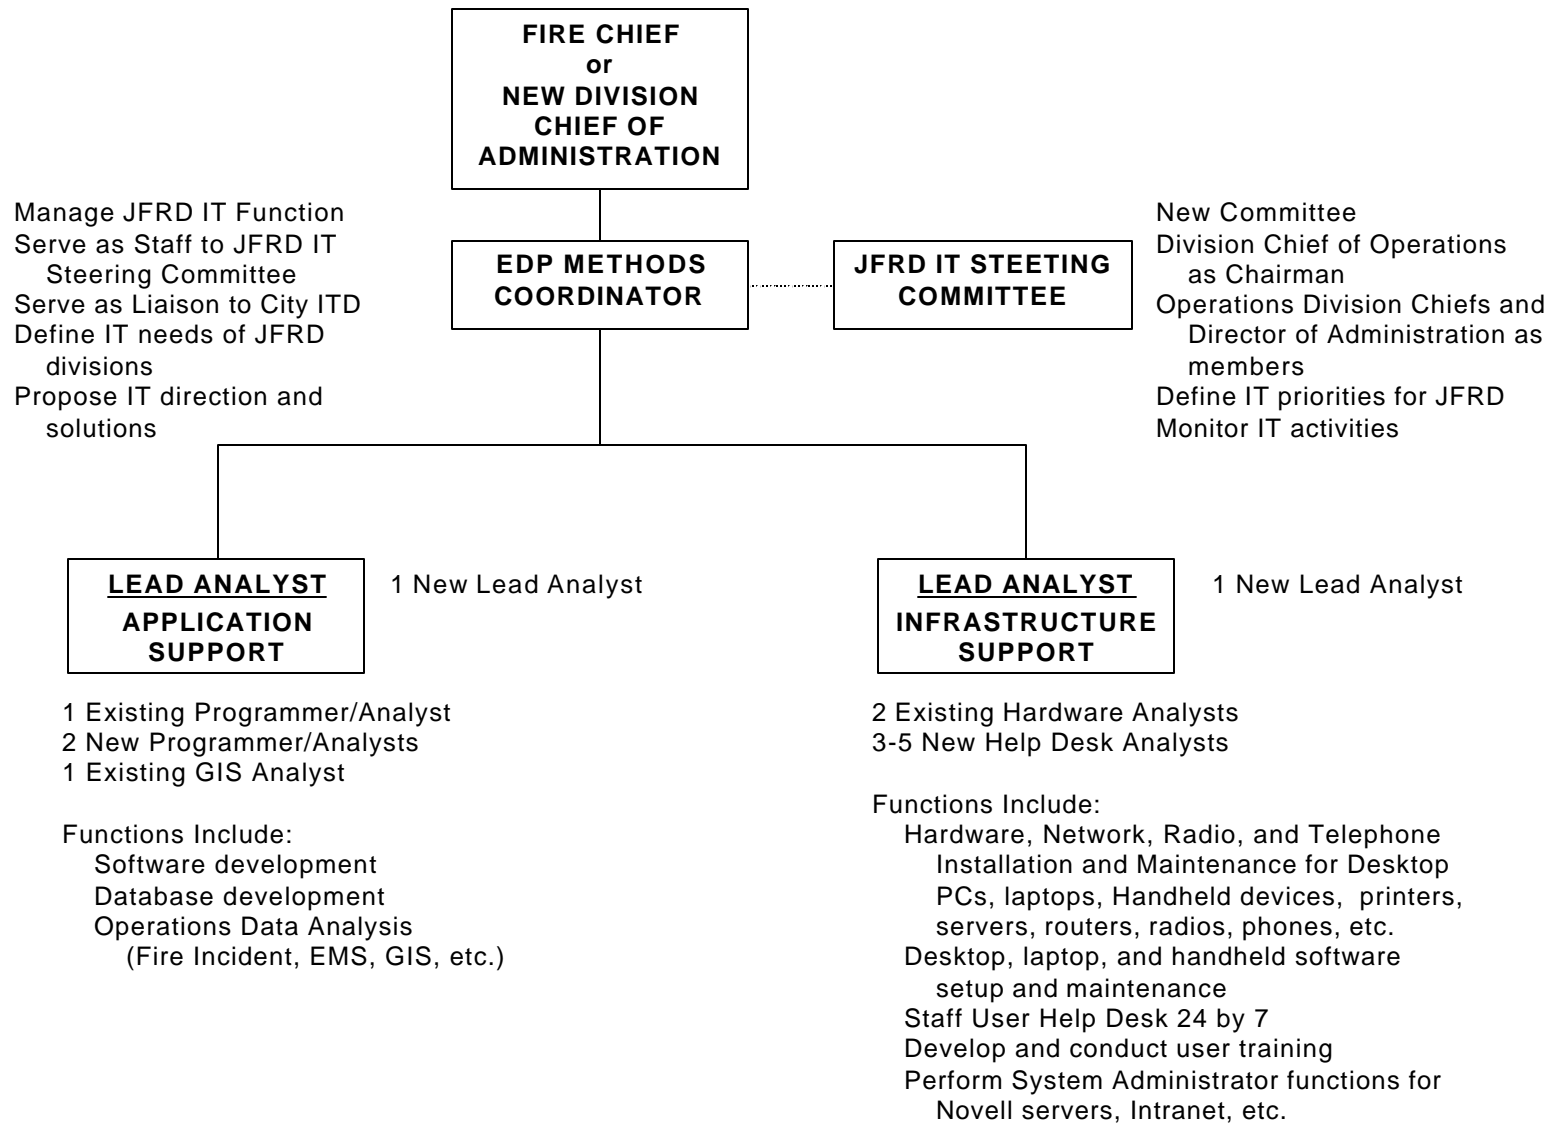 FIRE CHIEF
or
NEW DIVISION
CHIEF OF
ADMINISTRATION
Manage JFRD IT Function
Serve as Staff to JFRD IT
Steering Committee
Serve as Liaison to City ITD
Define IT needs of JFRD
divisions
Propose IT direction and
solutions
EDP METHODS
COORDINATOR
JFRD IT STEETING
COMMITTEE
New Committee
Division Chief of Operations
as Chairman
Operations Division Chiefs and
Director of Administration as
members
Define IT priorities for JFRD
Monitor IT activities
LEAD ANALYST
APPLICATION
SUPPORT
1 New Lead Analyst
1 Existing Programmer/Analyst
2 New Programmer/Analysts
1 Existing GIS Analyst
Functions Include:
Software development
Database development
Operations Data Analysis
(Fire Incident, EMS, GIS, etc.)
LEAD ANALYST
INFRASTRUCTURE
SUPPORT
1 New Lead Analyst
2 Existing Hardware Analysts
3-5 New Help Desk Analysts
Functions Include:
Hardware, Network, Radio, and Telephone
Installation and Maintenance for Desktop
PCs, laptops, Handheld devices, printers,
servers, routers, radios, phones, etc.
Desktop, laptop, and handheld software
setup and maintenance
Staff User Help Desk 24 by 7
Develop and conduct user training
Perform System Administrator functions for
Novell servers, Intranet, etc.